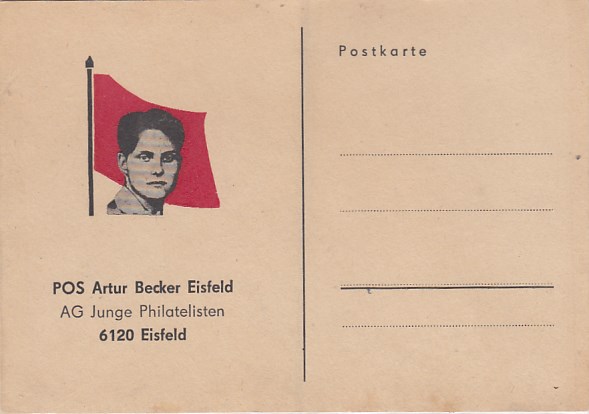 Postkarte
POS Artur Becker Eisfeld
AG Junge Philatelisten
6120 Eisfeld